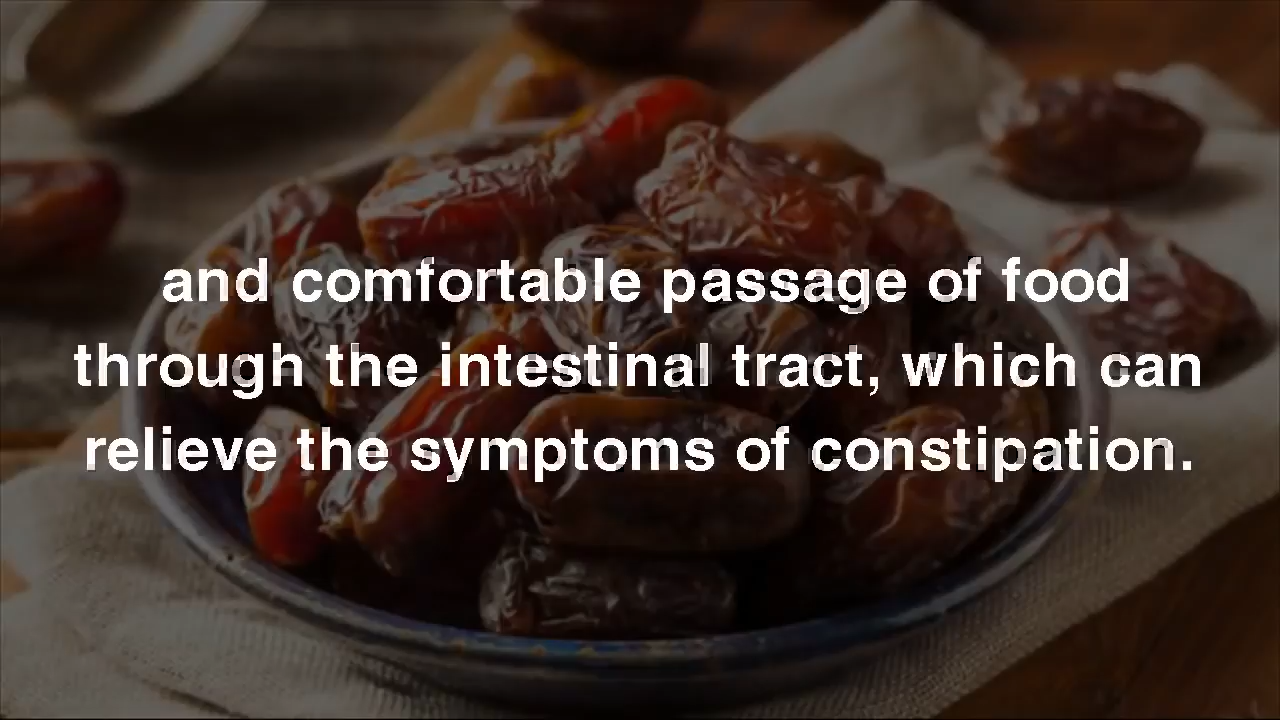 and comfortable passage of food
through the intestinal tract, which can
relieve the symptoms of constipation.